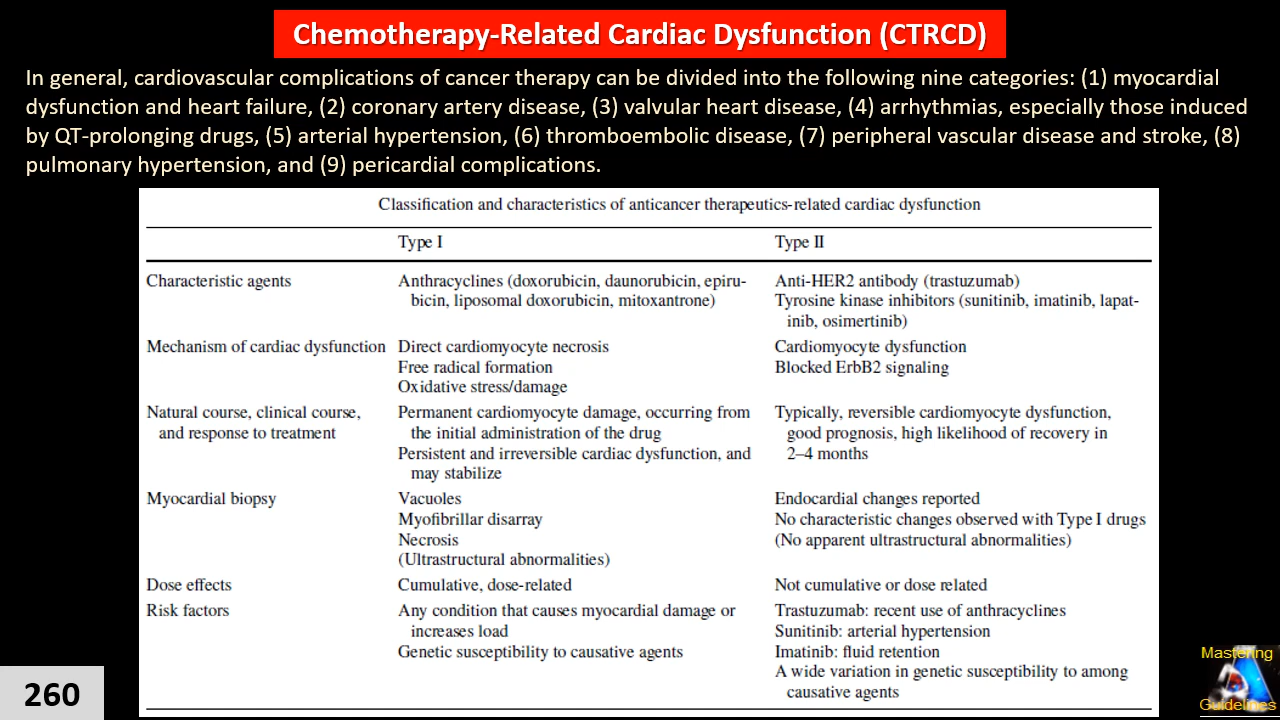 Chemotherapy-Related Cardiac Dysfunction (CTRCD)
In general, cardiovascular complications of cancer therapy can be divided into the following nine categories: (1) myocardial
dysfunction and heart failure, (2) coronary artery disease, (3) valvular heart disease, (4) arrhythmias, especially those induced
by QT-prolonging drugs, (5) arterial hypertension, (6) thromboembolic disease, (7) peripheral vascular disease and stroke, (8)
pulmonary hypertension, and (9) pericardial complications.
Classification and characteristics of anticancer therapeutics-related cardiac dysfunction
Type I Type II
Characteristic agents Anthracyclines (doxorubicin, daunorubicin, epiru- Anti-HER2 antibody (trastuzumab)
bicin, liposomal doxorubicin, mitoxantrone) Tyrosine kinase inhibitors (sunitinib, imatinib, lapat-
inib, osimertinib)
Mechanism of cardiac dysfunction Direct cardiomyocyte necrosis Cardiomyocyte dysfunction
Free radical formation Blocked ErbB2 signaling
Oxidative stress/damage
Natural course, clinical course, Permanent cardiomyocyte damage, occurring from Typically, reversible cardiomyocyte dysfunction,
and response to treatment the initial administration of the drug good prognosis, high likelihood of recovery in
Persistent and irreversible cardiac dysfunction, and 2–4 months
may stabilize
Myocardial biopsy Vacuoles Endocardial changes reported
Myofibrillar disarray No characteristic changes observed with Type I drugs
Necrosis (No apparent ultrastructural abnormalities)
(Ultrastructural abnormalities)
Dose effects Cumulative, dose-related Not cumulative or dose related
Risk factors Any condition that causes myocardial damage or Trastuzumab: recent use of anthracyclines
increases load Sunitinib: arterial hypertension
Genetic susceptibility to causative agents Imatinib: fluid retention
A wide variation in genetic susceptibility to among
causative agents
260
Mastering
Guidelines